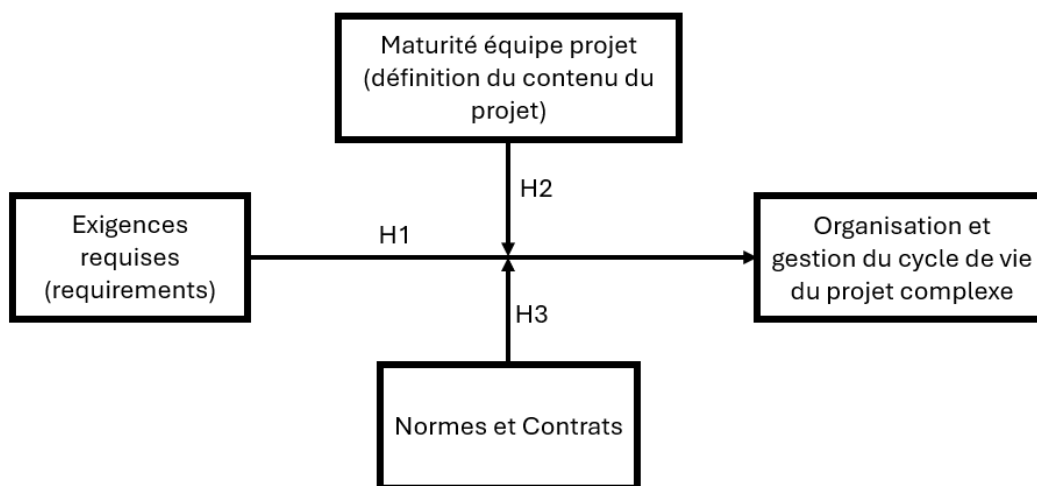 Maturité équipe projet
(définition du contenu du
projet)
H2
Exigences
requises
(requirements)
H1
Organisation et
gestion du cycle de vie
du projet complexe
H3
Normes et Contrats